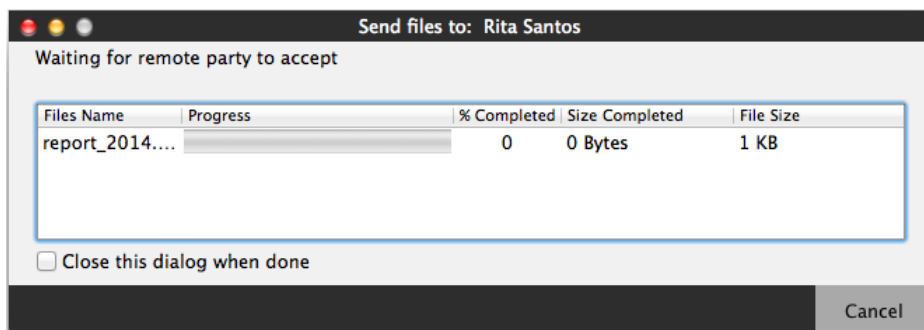 Send files to: Rita Santos
Waiting for remote party to accept
Files Name Progress % Completed Size Completed File Size
report_2014.... 0 0 Bytes 1 KB
Close this dialog when done
Cancel